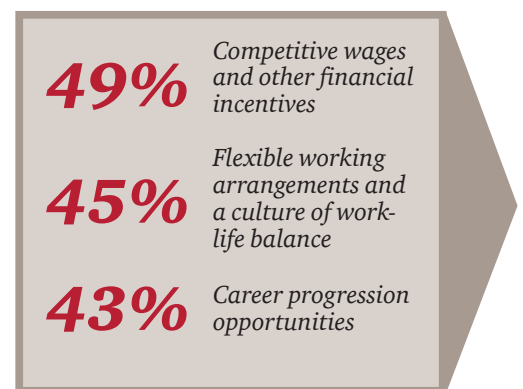 49%
Competitive wages
and other financial
incentives
45%
Flexible working
arrangements and
a culture of work-
life balance
43%
Career progression
opportunities